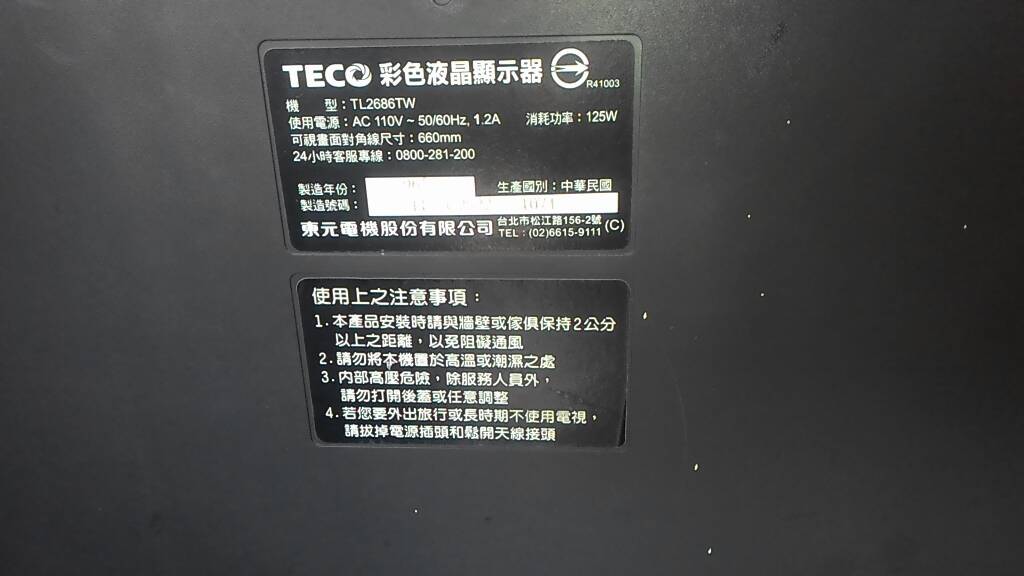 TECO 彩色液晶顯示器
R41003
機 型：TL2686TW
使用電源：AC 110V ~ 50/60Hz, 1.2A 消耗功率：125W
可視畫面對角線尺寸：660mm
24小時客服專線：0800-281-200
製造年份： 生產國別：中華民國
製造號碼：
東元電機股份有限公司 台北市松江路156-2號
TEL：(02)6615-9111 (C)
使用上之注意事項：
1.本產品安裝時請與牆壁或傢俱保持2公分
以上之距離，以免阻礙通風
2.請勿將本機置於高溫或潮濕之處
3.內部高壓危險，除服務人員外，
請勿打開後蓋或任意調整
4.若您要外出旅行或長時期不使用電視，
請拔掉電源插頭和鬆開天線接頭